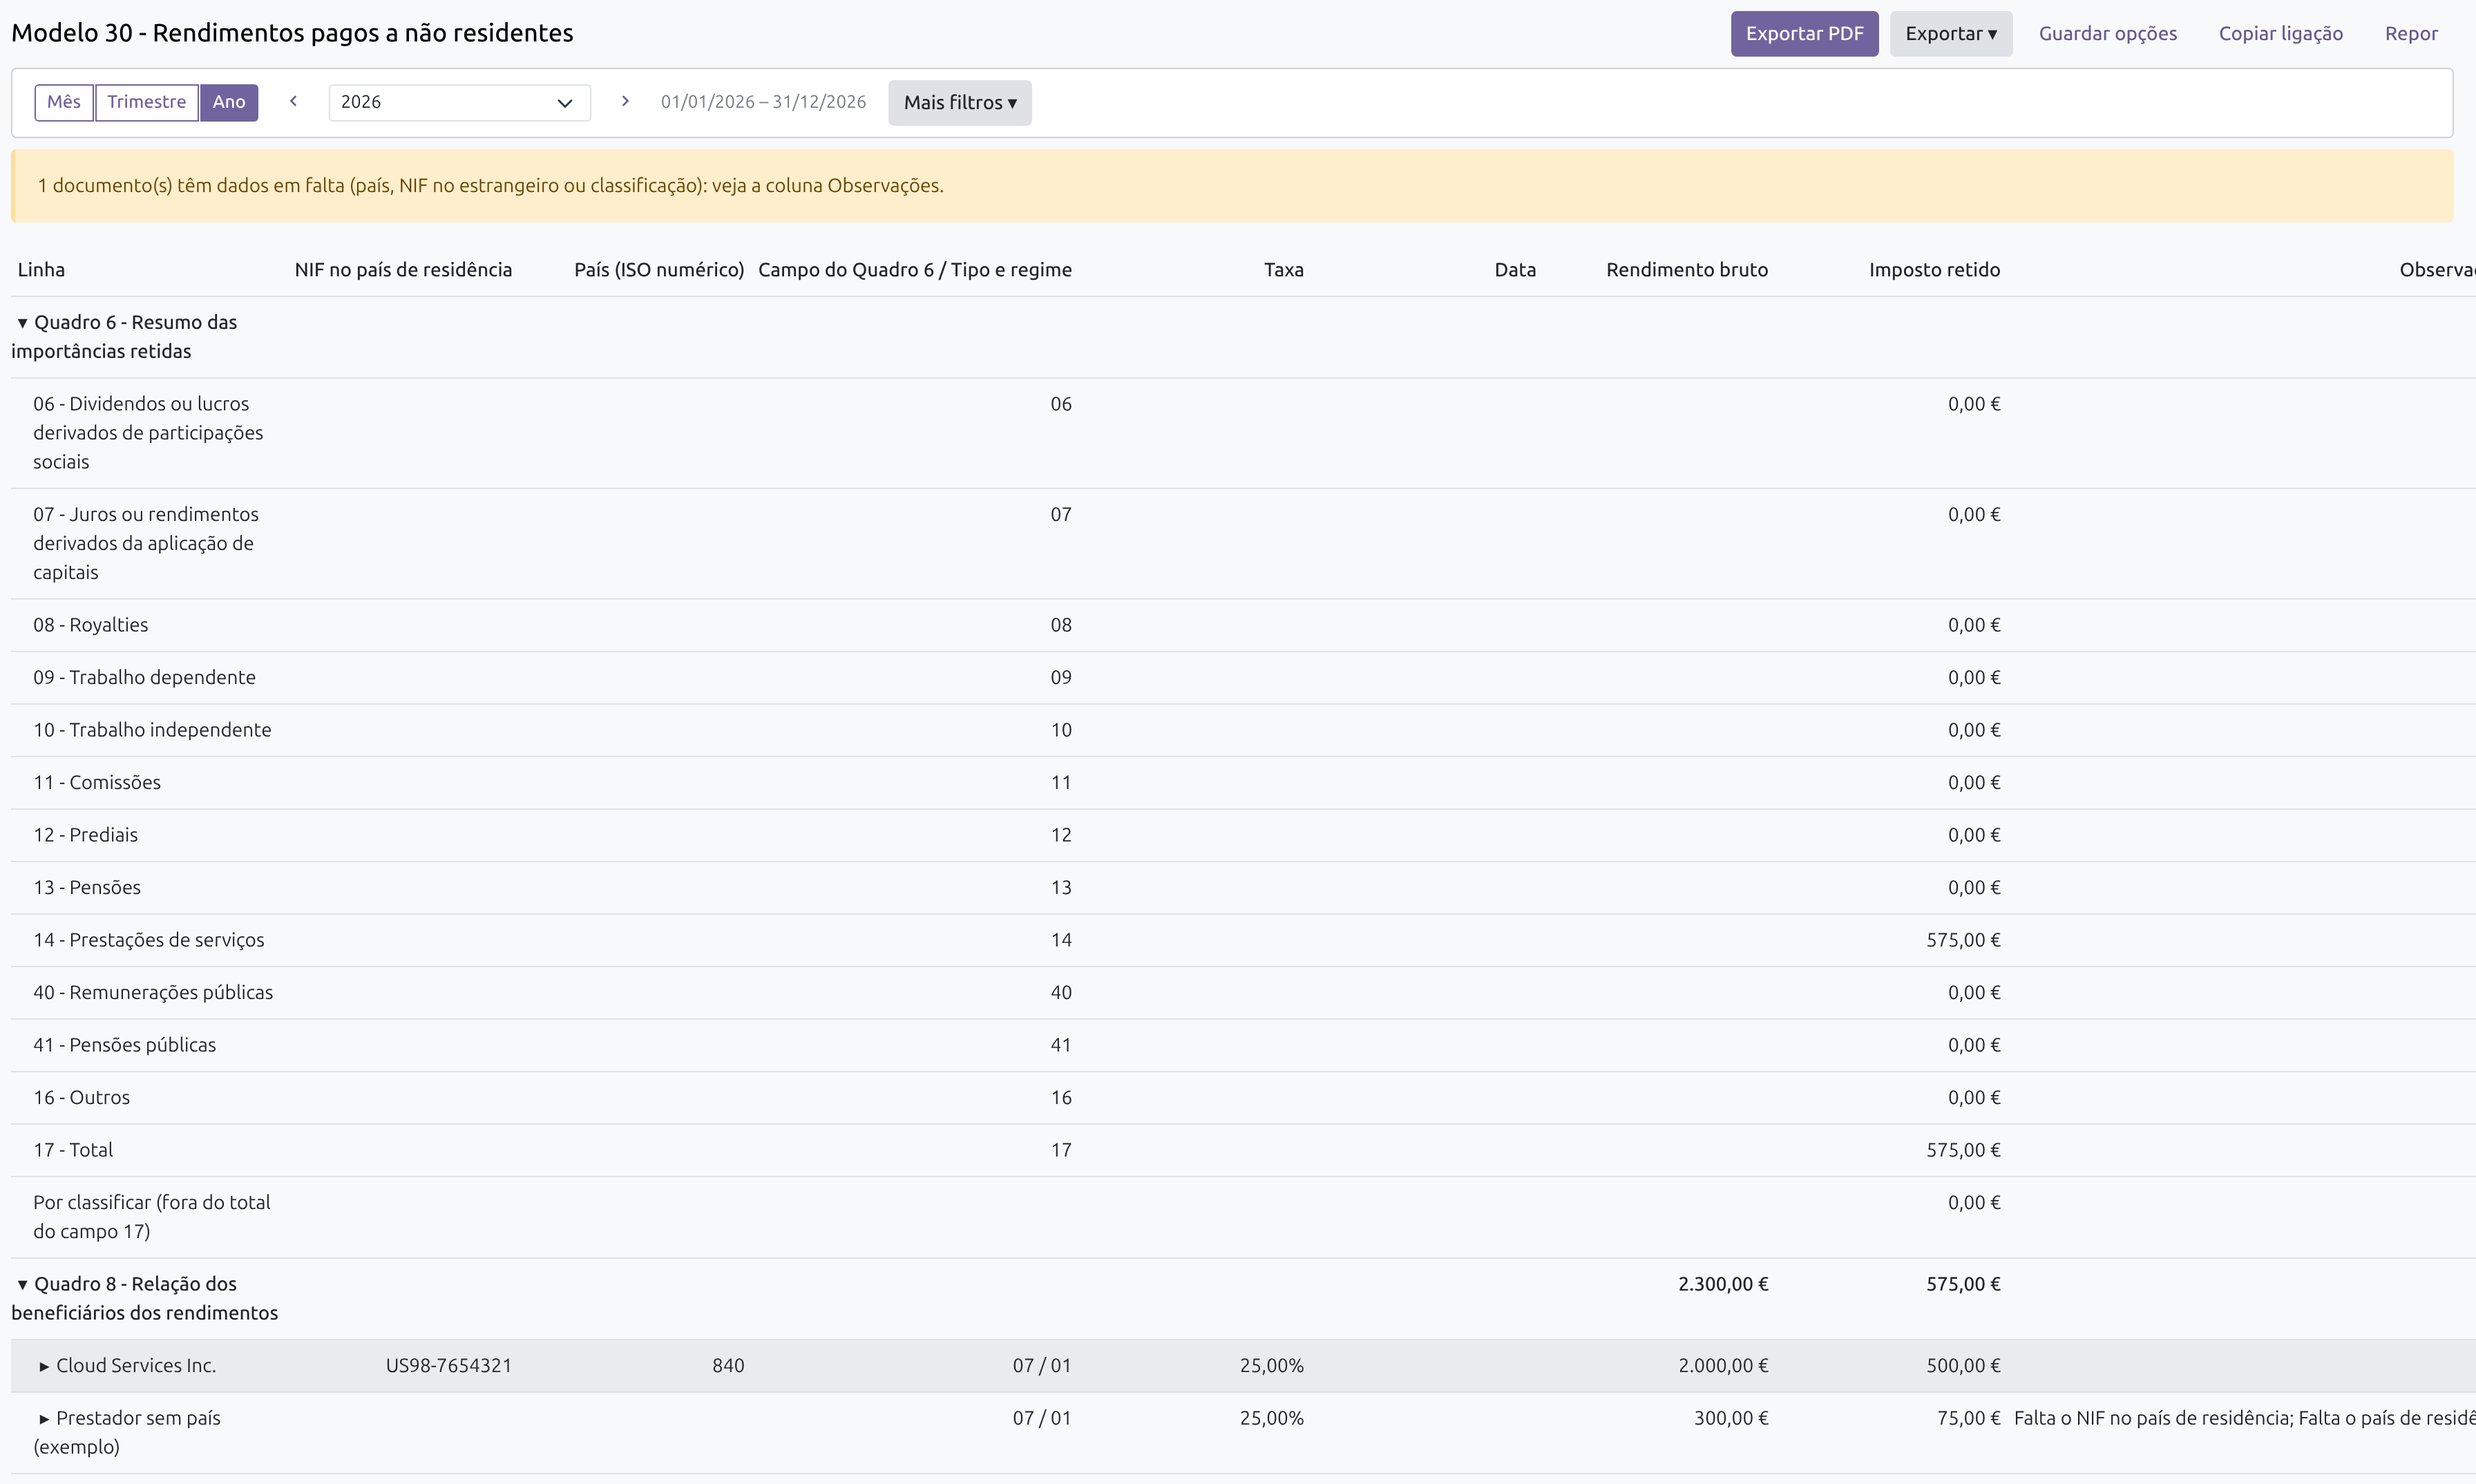 Modelo 30 - Rendimentos pagos a não residentes
Exportar PDF Exportar ▾ Guardar opções Copiar ligação Repor
Mês Trimestre Ano ‹ 2026 › 01/01/2026 – 31/12/2026 Mais filtros ▾
1 documento(s) têm dados em falta (país, NIF no estrangeiro ou classificação): veja a coluna Observações.
Linha NIF no país de residência País (ISO numérico) Campo do Quadro 6 / Tipo e regime Taxa Data Rendimento bruto Imposto retido Observa
▾ Quadro 6 - Resumo das
importâncias retidas
06 - Dividendos ou lucros 06 0,00 €
derivados de participações
sociais
07 - Juros ou rendimentos 07 0,00 €
derivados da aplicação de
capitais
08 - Royalties 08 0,00 €
09 - Trabalho dependente 09 0,00 €
10 - Trabalho independente 10 0,00 €
11 - Comissões 11 0,00 €
12 - Prediais 12 0,00 €
13 - Pensões 13 0,00 €
14 - Prestações de serviços 14 575,00 €
40 - Remunerações públicas 40 0,00 €
41 - Pensões públicas 41 0,00 €
16 - Outros 16 0,00 €
17 - Total 17 575,00 €
Por classificar (fora do total 0,00 €
do campo 17)
▾ Quadro 8 - Relação dos 2.300,00 € 575,00 €
beneficiários dos rendimentos
▸ Cloud Services Inc. US98-7654321 840 07 / 01 25,00% 2.000,00 € 500,00 €
▸ Prestador sem país 07 / 01 25,00% 300,00 € 75,00 € Falta o NIF no país de residência; Falta o país de resid
(exemplo)